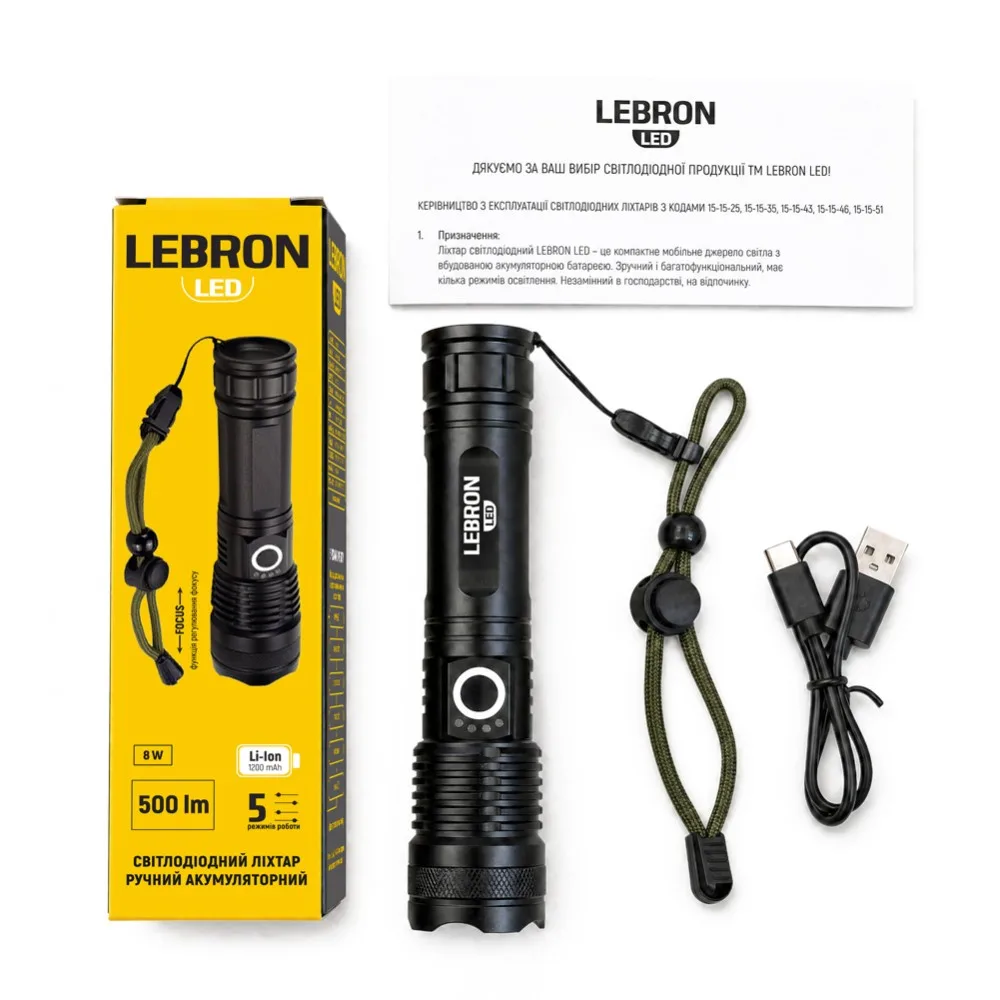 LEBRON
LED
ДЯКУЄМО ЗА ВАШ ВИБІР СВІТЛОДІОДНОЇ ПРОДУКЦІЇ ТМ LEBRON LED!
КЕРІВНИЦТВО З ЕКСПЛУАТАЦІЇ СВІТЛОДІОДНИХ ЛІХТАРІВ З КОДАМИ 15-15-25, 15-15-35, 15-15-43, 15-15-46, 15-15-51
1. Призначення:
Ліхтар світлодіодний LEBRON LED – це компактне мобільне джерело світла з
вбудованою акумуляторною батареєю. Зручний і багатофункціональний, має
кілька режимів освітлення. Незамінний в господарстві, на відпочинку.
LEBRON
LED
LEBRON
LED
FOCUS
функція регулювання фокусу
8 W
Li-Ion
1200 mAh
500 lm
5
режимів роботи
СВІТЛОДІОДНИЙ ЛІХТАР
РУЧНИЙ АКУМУЛЯТОРНИЙ
LEBRON
LED